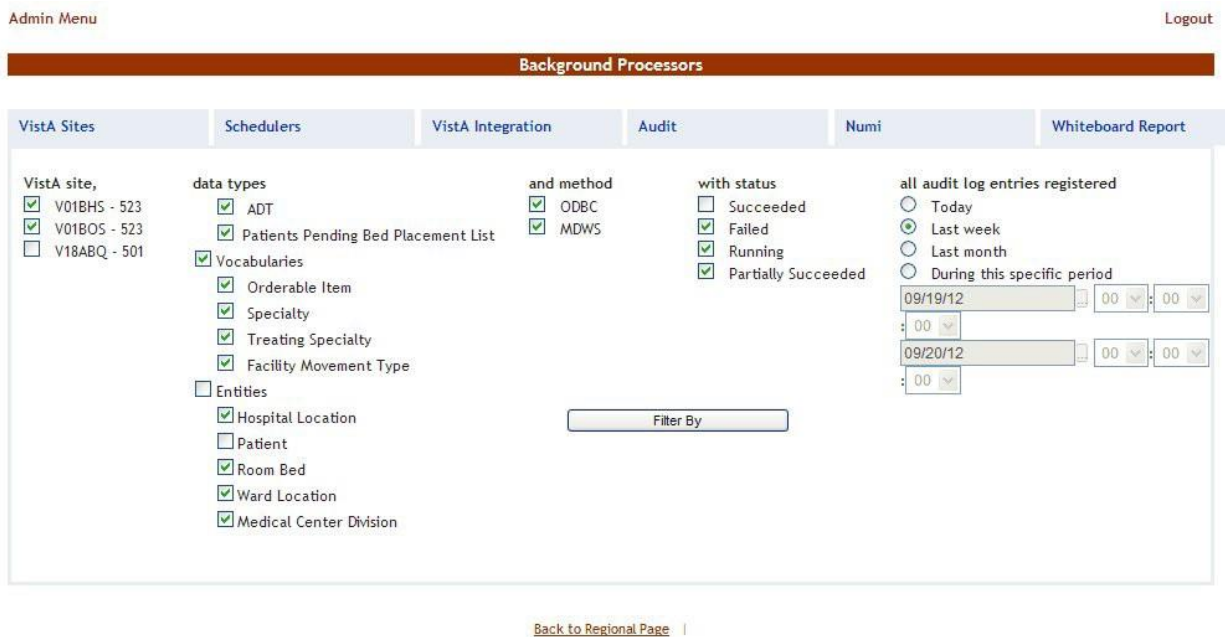 Admin Menu
Logout
Background Processors
VistA Sites
Schedulers
VistA Integration
Audit
Numi
Whiteboard Report
VistA site,
V01BHS - 523
V01BOS - 523
V18ABQ - 501
data types
ADT
Patients Pending Bed Placement List
Vocabularies
Orderable Item
Specialty
Treating Specialty
Facility Movement Type
Entities
Hospital Location
Patient
Room Bed
Ward Location
Medical Center Division
and method
ODBC
MDWS
with status
Succeeded
Failed
Running
Partially Succeeded
all audit log entries registered
Today
Last week
Last month
During this specific period
09/19/12 ... 00 : 00
: 00
09/20/12 ... 00 : 00
: 00
Filter By
Back to Regional Page |